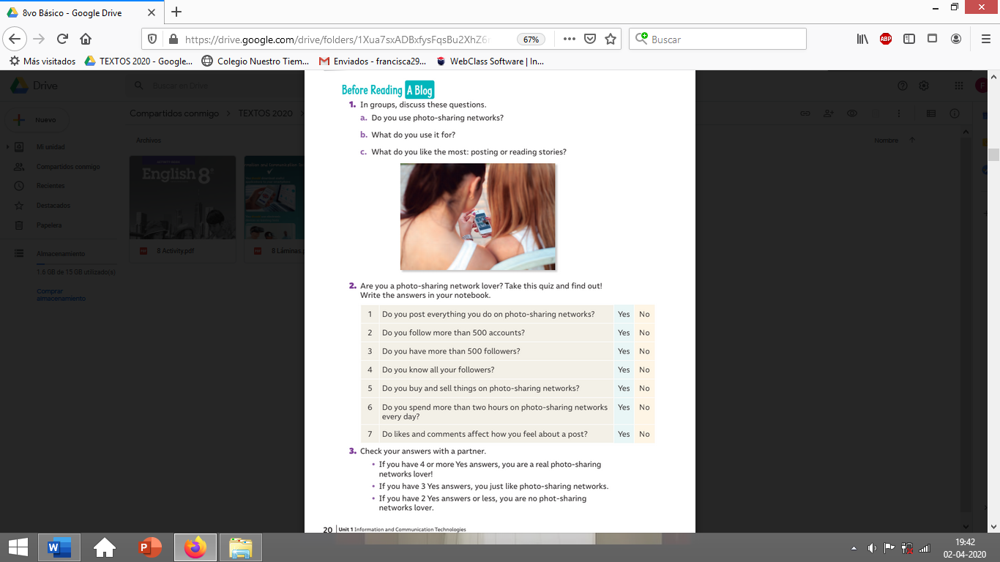 8vo Básico - Google Drive
https://drive.google.com/drive/folders/1Xua7sxADBxfysFqsBu2XhZ6
67%
Buscar
Más visitados
TEXTOS 2020 - Google...
Colegio Nuestro Tiem...
Enviados - francisca29...
WebClass Software | In...
Drive
Buscar en Drive
Nuevo
Compartidos conmigo
TEXTOS 2020
Mi unidad
Compartidos conmigo
Recientes
Destacados
Papelera
Almacenamiento
1.6 GB de 15 GB utilizado(s)
Comprar
almacenamiento
Archivos
Nombre
English 8°
8 Activity.pdf
8 Láminas.p
Before Reading A Blog
1. In groups, discuss these questions.
a. Do you use photo-sharing networks?
b. What do you use it for?
c. What do you like the most: posting or reading stories?
2. Are you a photo-sharing network lover? Take this quiz and find out!
Write the answers in your notebook.
1 Do you post everything you do on photo-sharing networks? Yes No
2 Do you follow more than 500 accounts? Yes No
3 Do you have more than 500 followers? Yes No
4 Do you know all your followers? Yes No
5 Do you buy and sell things on photo-sharing networks? Yes No
6 Do you spend more than two hours on photo-sharing networks Yes No
every day?
7 Do likes and comments affect how you feel about a post? Yes No
3. Check your answers with a partner.
• If you have 4 or more Yes answers, you are a real photo-sharing
networks lover!
• If you have 3 Yes answers, you just like photo-sharing networks.
• If you have 2 Yes answers or less, you are no phot-sharing
networks lover.
20 Unit 1 Information and Communication Technologies
19:42
02-04-2020